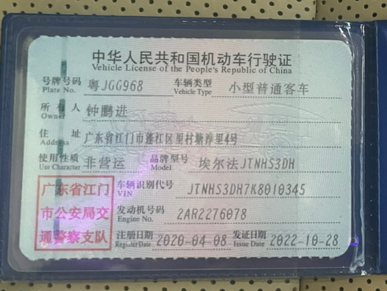 中华人民共和国机动车行驶证
Vehicle License of the People's Republic of China
号牌号码 粤JGG968 车辆类型 小型普通客车
Plate No. Vehicle Type
所有人 钟鹏进
Owner
住址 广东省江门市蓬江区里村 4号
Address
使用性质 非营运 品牌型号 埃尔法JTNHS3DH
Use Character Model
广东省江门
市公安局交
通警察支队
车辆识别代号 JTNHS3DH7K8010345
VIN
发动机号码 2AR2276078
Engine No.
注册日期 2020-04-08 发证日期 2022-10-28
Register Date Issue Date